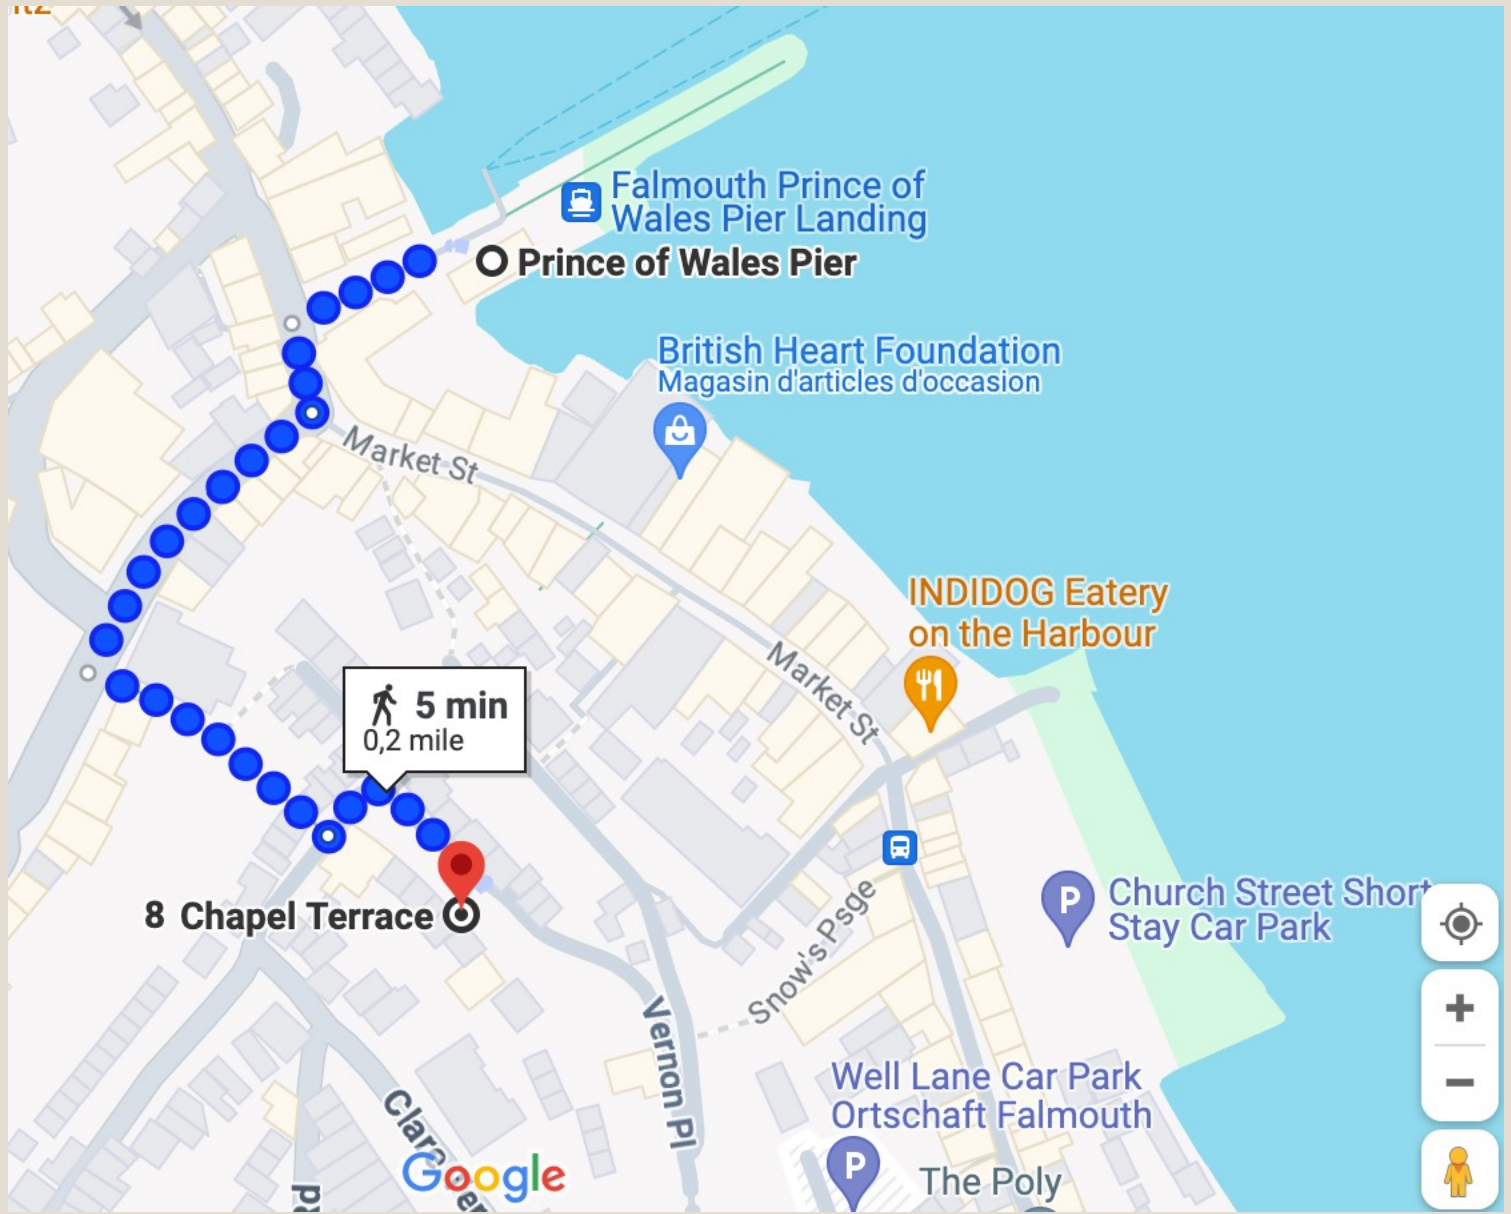 Falmouth Prince of
Wales Pier Landing
Prince of Wales Pier
British Heart Foundation
Magasin d'articles d'occasion
Market St
INDIDOG Eatery
on the Harbour
Market St
5 min
0,2 mile
8 Chapel Terrace
P
Church Street Short
Stay Car Park
Snow's Psge
Vernon Pl
Well Lane Car Park
Ortschaft Falmouth
P
The Poly
Google